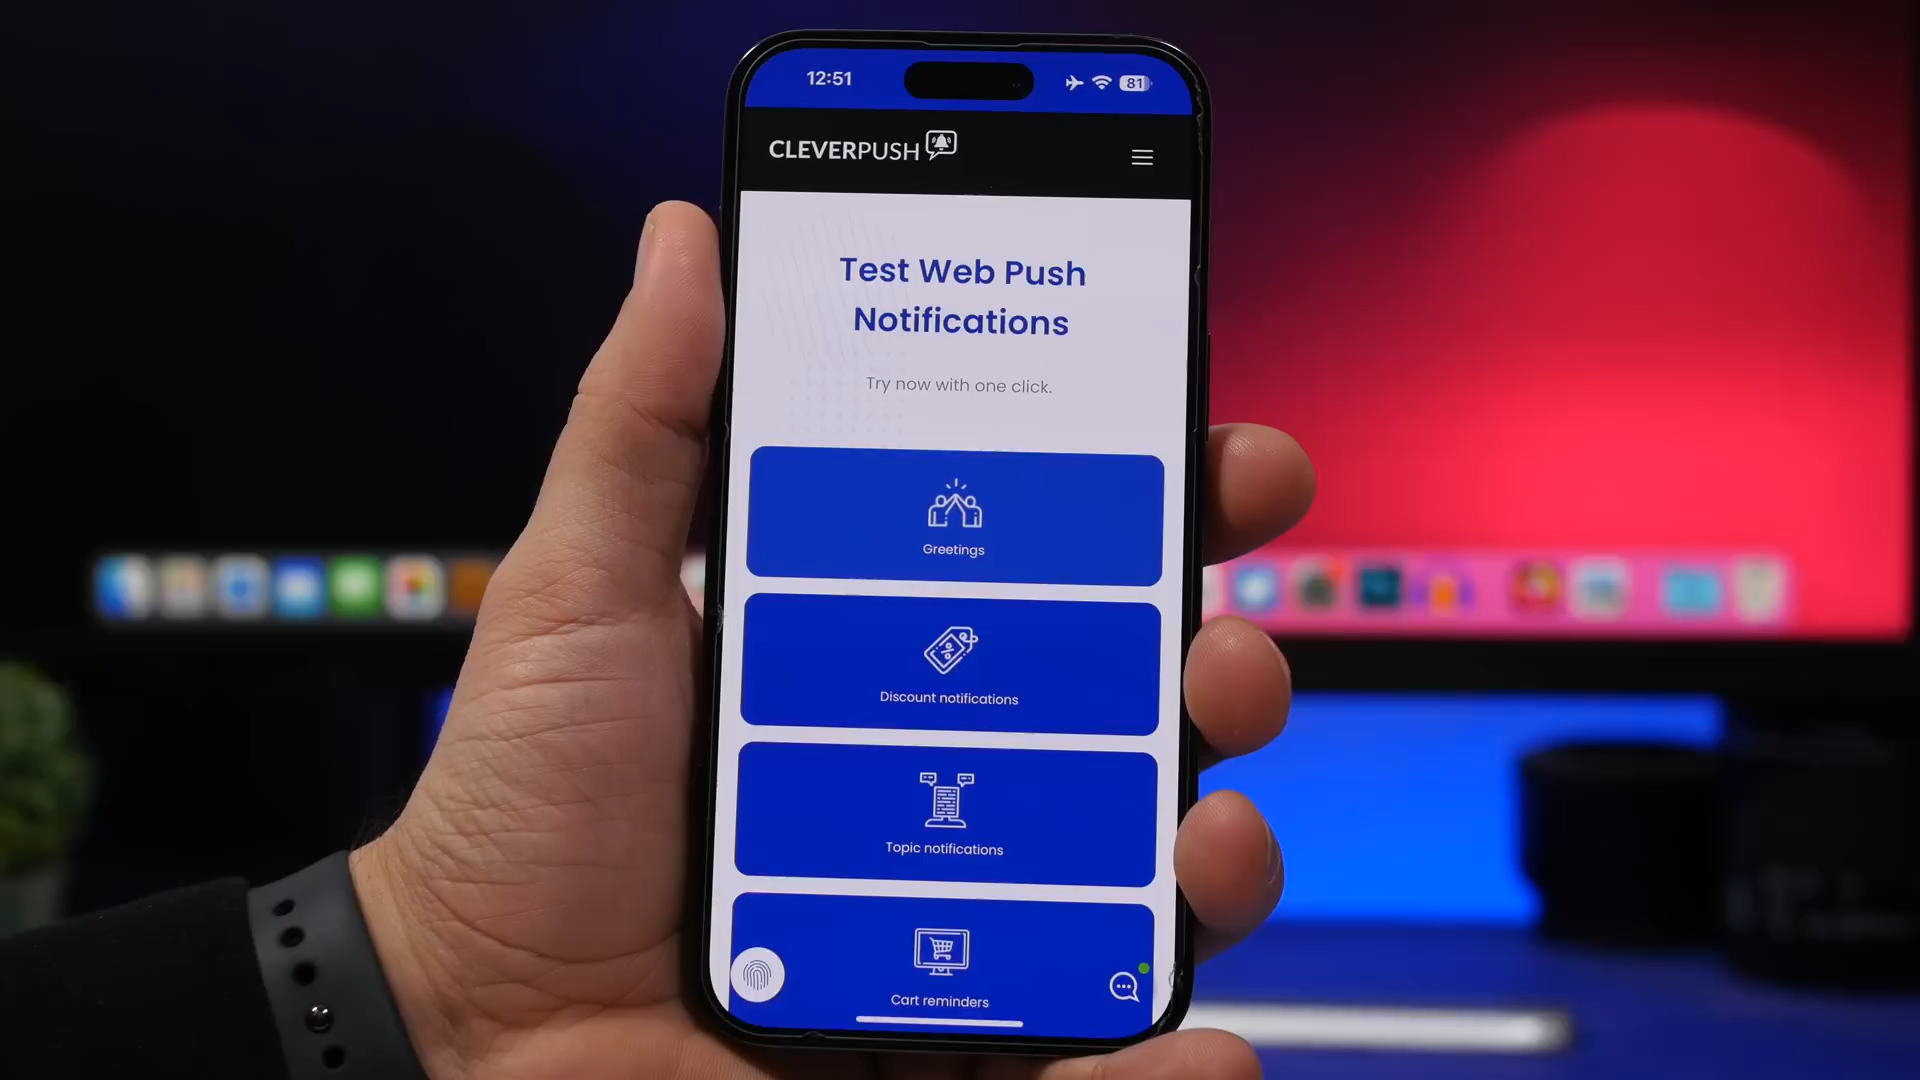 12:51
81
CLEVERPUSH
Test Web Push
Notifications
Try now with one click.
Greetings
Discount notifications
Topic notifications
Cart reminders